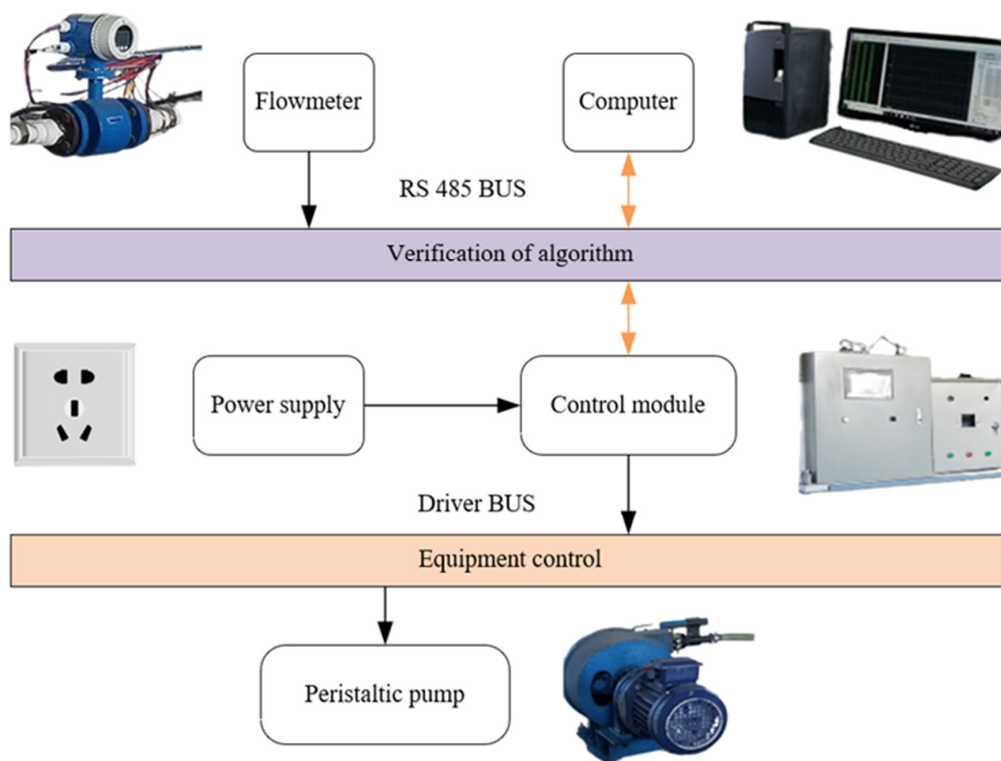 Flowmeter
Computer
RS 485 BUS
Verification of algorithm
Power supply
Control module
Driver BUS
Equipment control
Peristaltic pump